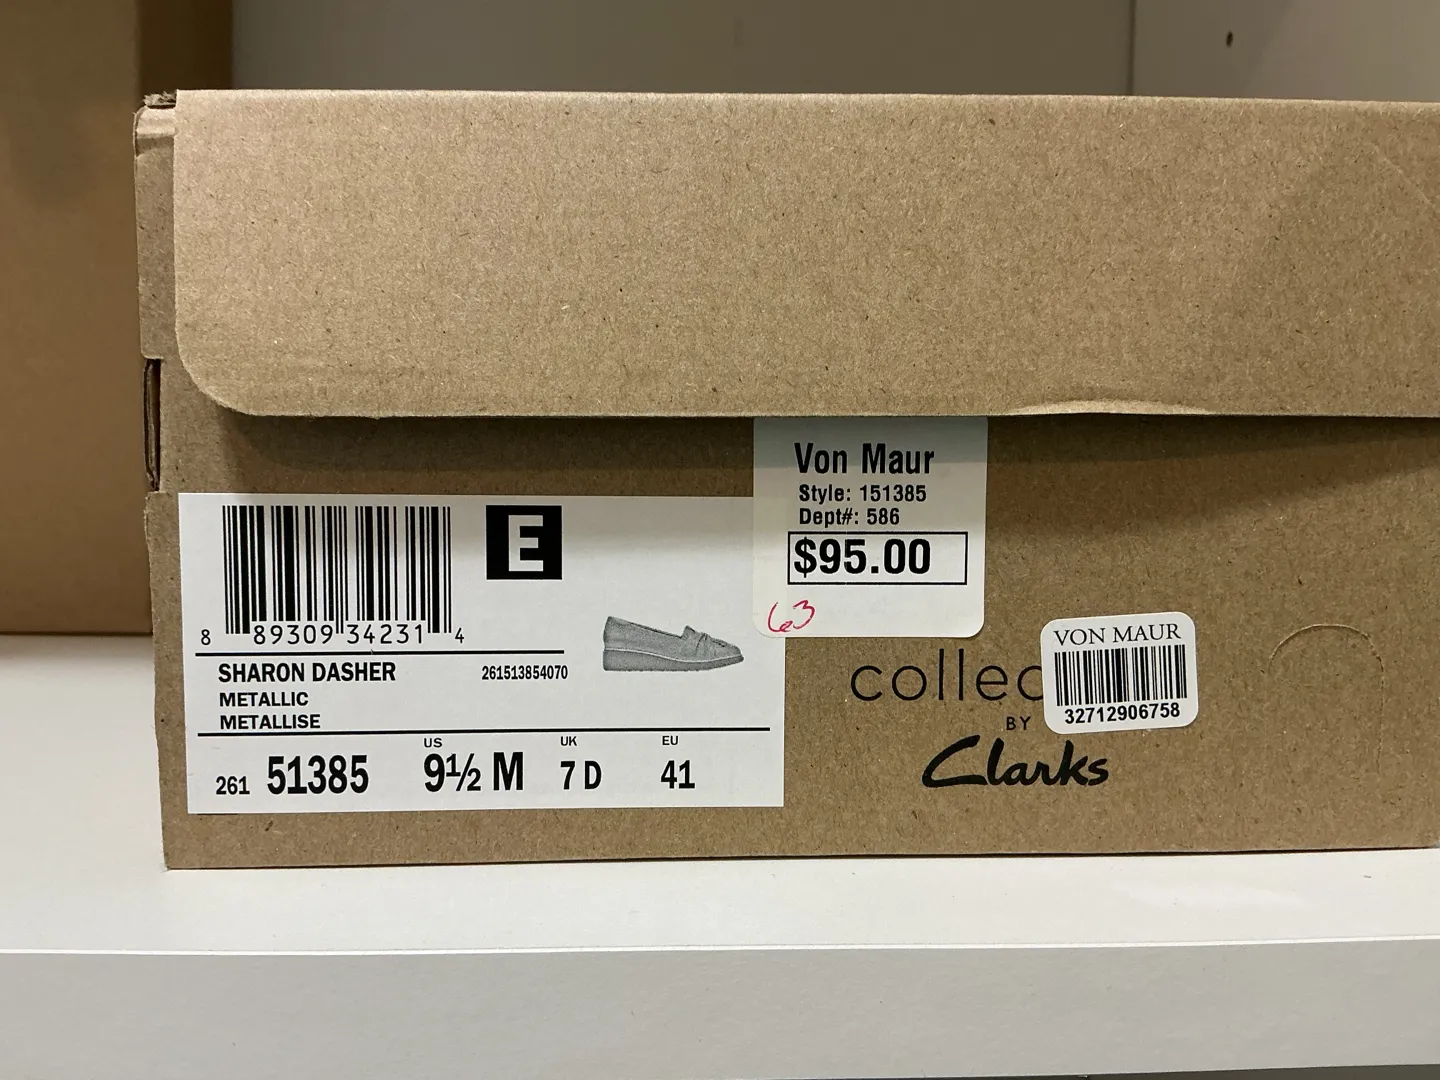 Von Maur
Style: 151385
Dept#: 586
$95.00
63
E
8 89309 34231 4
SHARON DASHER 261513854070
METALLIC
METALLISE
US UK EU
261 51385 9½ M 7 D 41
collec
BY
Clarks
VON MAUR
32712906758